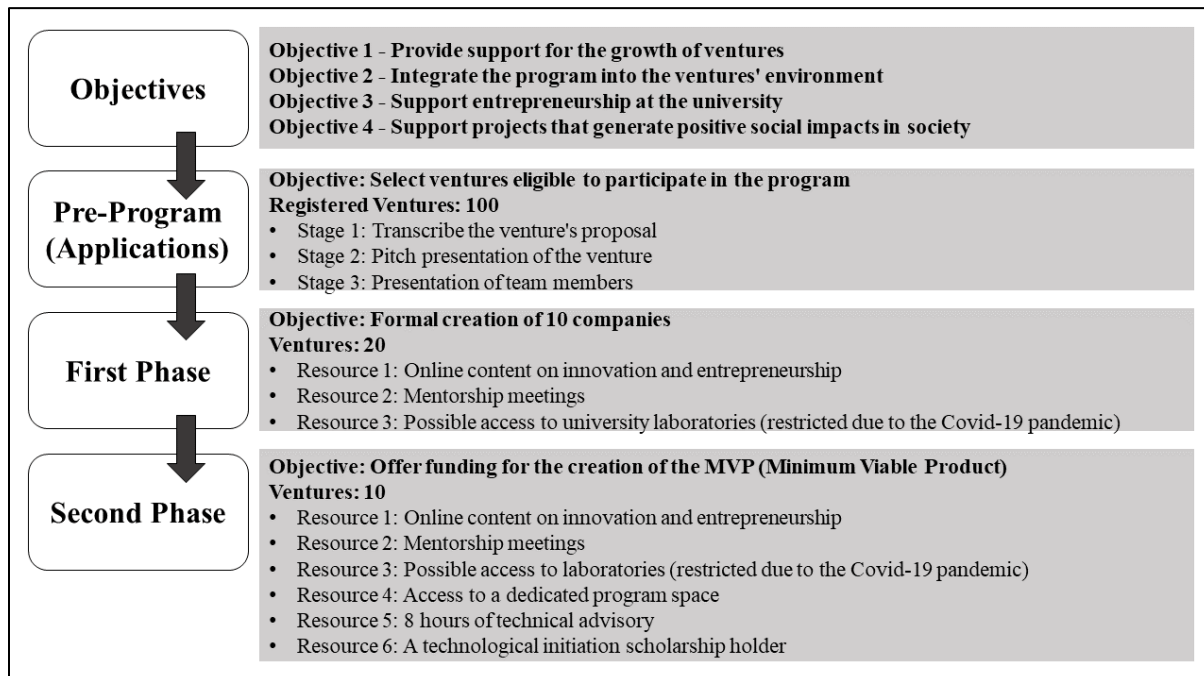 Objectives
Objective 1 - Provide support for the growth of ventures
Objective 2 - Integrate the program into the ventures' environment
Objective 3 - Support entrepreneurship at the university
Objective 4 - Support projects that generate positive social impacts in society
Pre-Program
(Applications)
Objective: Select ventures eligible to participate in the program
Registered Ventures: 100
• Stage 1: Transcribe the venture's proposal
• Stage 2: Pitch presentation of the venture
• Stage 3: Presentation of team members
First Phase
Objective: Formal creation of 10 companies
Ventures: 20
• Resource 1: Online content on innovation and entrepreneurship
• Resource 2: Mentorship meetings
• Resource 3: Possible access to university laboratories (restricted due to the Covid-19 pandemic)
Second Phase
Objective: Offer funding for the creation of the MVP (Minimum Viable Product)
Ventures: 10
• Resource 1: Online content on innovation and entrepreneurship
• Resource 2: Mentorship meetings
• Resource 3: Possible access to laboratories (restricted due to the Covid-19 pandemic)
• Resource 4: Access to a dedicated program space
• Resource 5: 8 hours of technical advisory
• Resource 6: A technological initiation scholarship holder